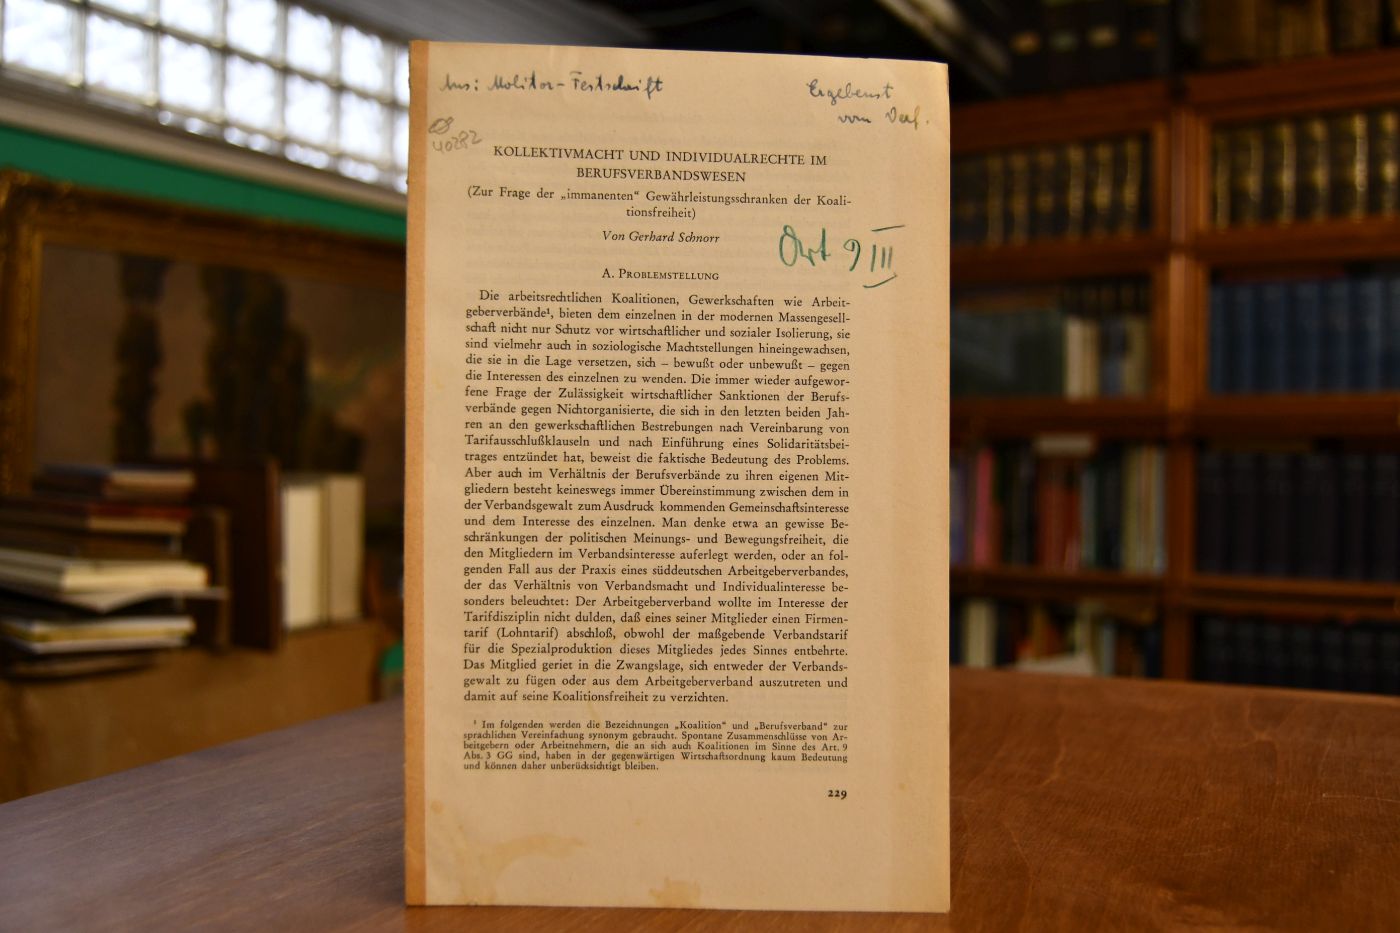 Aus: Molitor-Festschrift
Ergebenst
vom Verf.
40282
KOLLEKTIVMACHT UND INDIVIDUALRECHTE IM
BERUFSVERBANDSWESEN
(Zur Frage der „immanenten“ Gewährleistungsschranken der Koali-
tionsfreiheit)
Von Gerhard Schnorr
Art 9 III
A. PROBLEMSTELLUNG
Die arbeitsrechtlichen Koalitionen, Gewerkschaften wie Arbeit-
geberverbände¹, bieten dem einzelnen in der modernen Massengesell-
schaft nicht nur Schutz vor wirtschaftlicher und sozialer Isolierung, sie
sind vielmehr auch in soziologische Machtstellungen hineingewachsen,
die sie in die Lage versetzen, sich – bewußt oder unbewußt – gegen
die Interessen des einzelnen zu wenden. Die immer wieder aufgewor-
fene Frage der Zulässigkeit wirtschaftlicher Sanktionen der Berufs-
verbände gegen Nichtorganisierte, die sich in den letzten beiden Jah-
ren an den gewerkschaftlichen Bestrebungen nach Vereinbarung von
Tarifausschlußklauseln und nach Einführung eines Solidaritätsbei-
trages entzündet hat, beweist die faktische Bedeutung des Problems.
Aber auch im Verhältnis der Berufsverbände zu ihren eigenen Mit-
gliedern besteht keineswegs immer Übereinstimmung zwischen dem in
der Verbandsgewalt zum Ausdruck kommenden Gemeinschaftsinteresse
und dem Interesse des einzelnen. Man denke etwa an gewisse Be-
schränkungen der politischen Meinungs- und Bewegungsfreiheit, die
den Mitgliedern im Verbandsinteresse auferlegt werden, oder an fol-
genden Fall aus der Praxis eines süddeutschen Arbeitgeberverbandes,
der das Verhältnis von Verbandsmacht und Individualinteresse be-
sonders beleuchtet: Der Arbeitgeberverband wollte im Interesse der
Tarifdisziplin nicht dulden, daß eines seiner Mitglieder einen Firmen-
tarif (Lohntarif) abschloß, obwohl der maßgebende Verbandstarif
für die Spezialproduktion dieses Mitgliedes jedes Sinnes entbehrte.
Das Mitglied geriet in die Zwangslage, sich entweder der Verbands-
gewalt zu fügen oder aus dem Arbeitgeberverband auszutreten und
damit auf seine Koalitionsfreiheit zu verzichten.
¹ Im folgenden werden die Bezeichnungen „Koalition“ und „Berufsverband“ zur
sprachlichen Vereinfachung synonym gebraucht. Spontane Zusammenschlüsse von Ar-
beitgebern oder Arbeitnehmern, die an sich auch Koalitionen im Sinne des Art. 9
Abs. 3 GG sind, haben in der gegenwärtigen Wirtschaftsordnung kaum Bedeutung
und können daher unberücksichtigt bleiben.
229